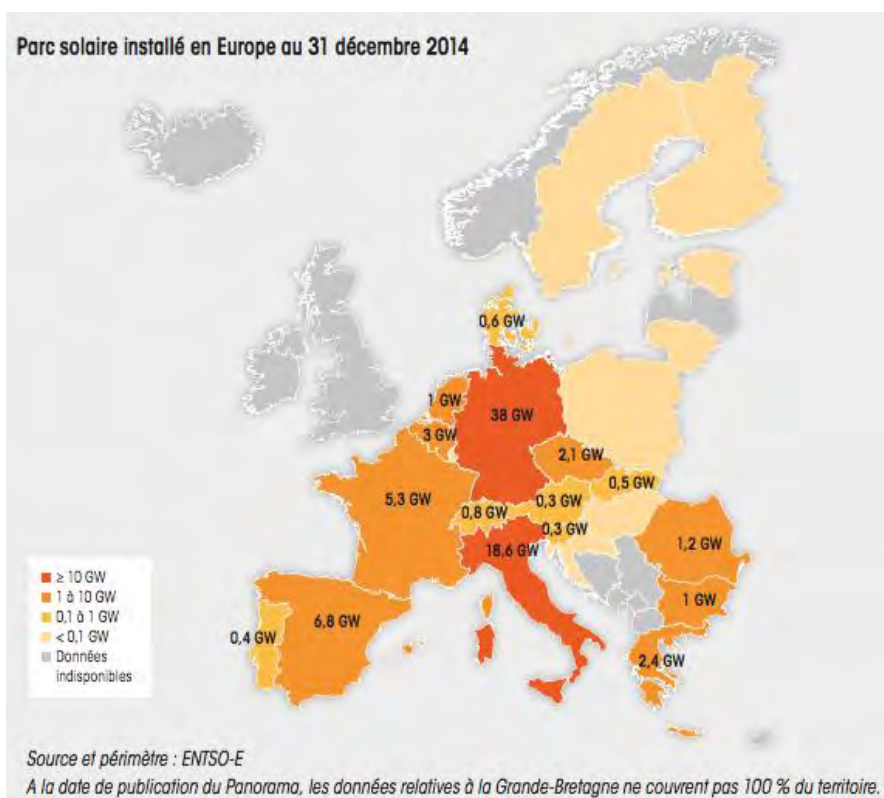 Parc solaire installé en Europe au 31 décembre 2014
0,6 GW
1 GW
38 GW
3 GW
2,1 GW
0,5 GW
5,3 GW
0,3 GW
0,8 GW
0,3 GW
18,6 GW
1,2 GW
1 GW
6,8 GW
0,4 GW
2,4 GW
≥ 10 GW
1 à 10 GW
0,1 à 1 GW
< 0,1 GW
Données
indisponibles
Source et périmètre : ENTSO-E
A la date de publication du Panorama, les données relatives à la Grande-Bretagne ne couvrent pas 100 % du territoire.